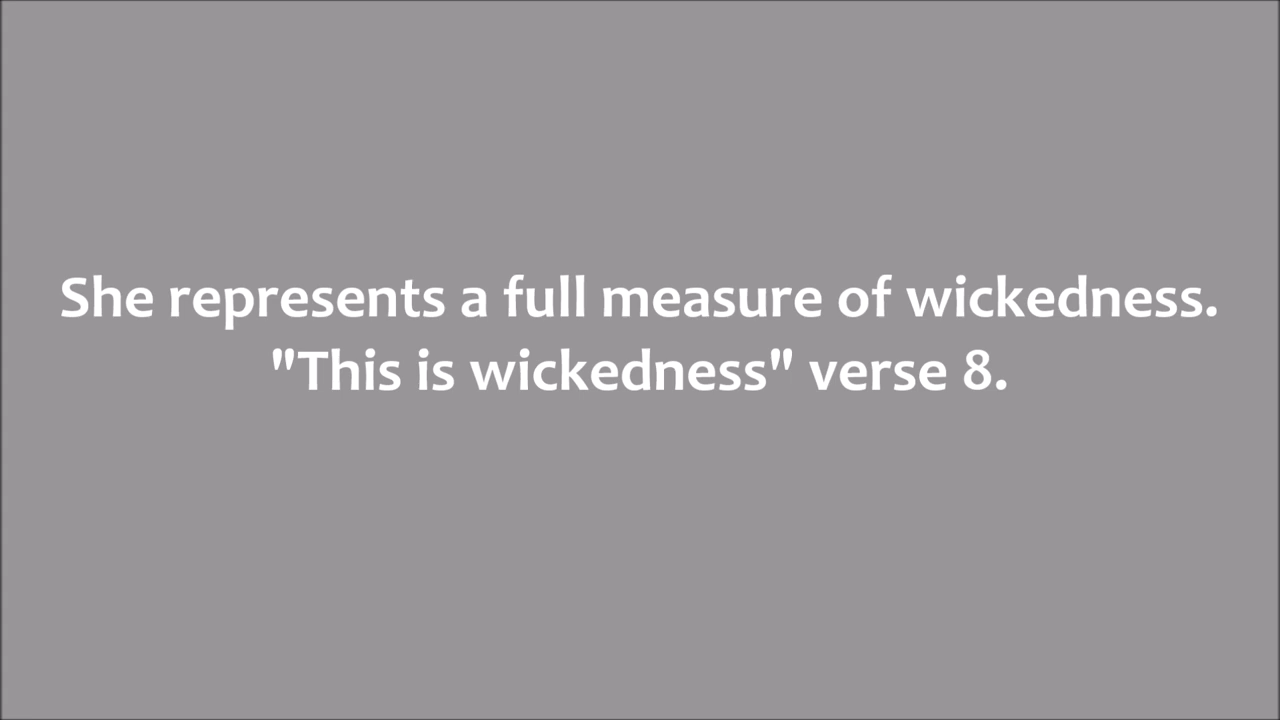 She represents a full measure of wickedness.
"This is wickedness" verse 8.